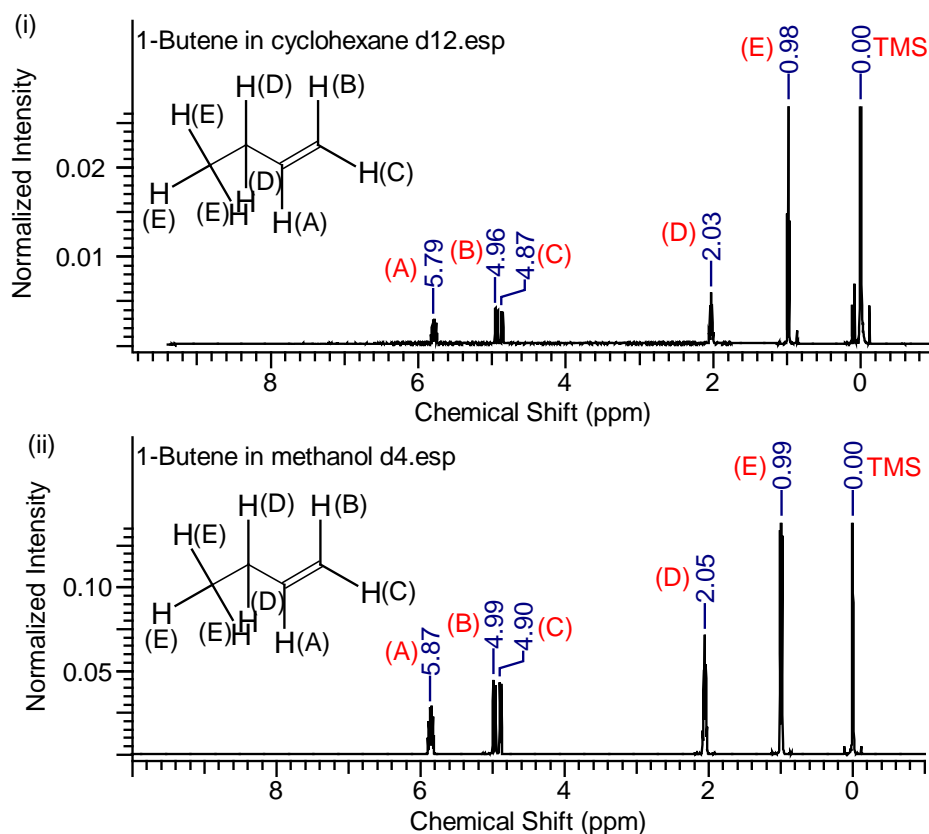 (i)
1-Butene in cyclohexane d12.esp
(E) 0.98
0.00 TMS
H(D) H(B)
H(E)
H H(C)
(E) (E)H H (D) H(A)
(A) 5.79
(B) 4.96
4.87 (C)
(D) 2.03
Normalized Intensity
0.02
0.01
8 6 4 2 0
Chemical Shift (ppm)
(ii)
1-Butene in methanol d4.esp
(E) 0.99
0.00 TMS
H(D) H(B)
H(E)
H H(C)
(E) (E)H H (D) H(A)
(A) 5.87
(B) 4.99
4.90 (C)
(D) 2.05
Normalized Intensity
0.10
0.05
8 6 4 2 0
Chemical Shift (ppm)